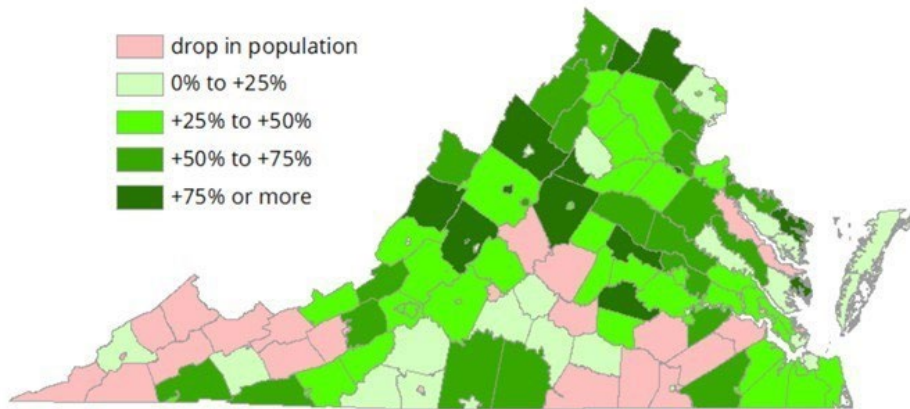 drop in population
0% to +25%
+25% to +50%
+50% to +75%
+75% or more